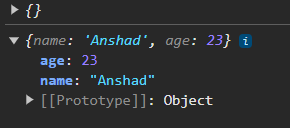 ▶ {}
▼ {name: 'Anshad', age: 23} i
age: 23
name: "Anshad"
▶ [[Prototype]]: Object